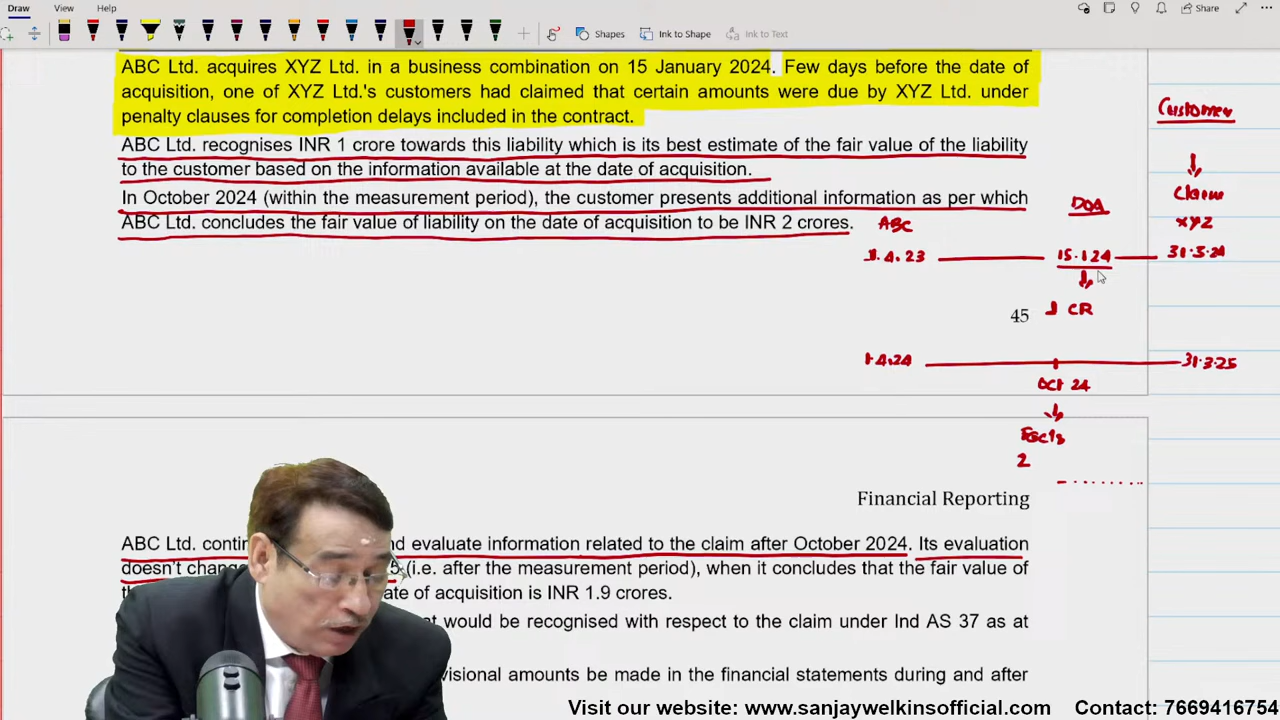 Draw View Help
Share
Shapes Ink to Shape Ink to Text
ABC Ltd. acquires XYZ Ltd. in a business combination on 15 January 2024. Few days before the date of
acquisition, one of XYZ Ltd.'s customers had claimed that certain amounts were due by XYZ Ltd. under
penalty clauses for completion delays included in the contract.
ABC Ltd. recognises INR 1 crore towards this liability which is its best estimate of the fair value of the liability
to the customer based on the information available at the date of acquisition.
In October 2024 (within the measurement period), the customer presents additional information as per which
ABC Ltd. concludes the fair value of liability on the date of acquisition to be INR 2 crores.
Customer
Claim
XYZ
DOA
ABC
1.4.23 15.1.24 31.3.24
1 CR
45
1.4.24 31.3.25
Oct 24
2
Financial Reporting
ABC Ltd. nd evaluate information related to the claim after October 2024. Its evaluation
doesn't 5 (i.e. after the measurement period), when it concludes that the fair value of
ate of acquisition is INR 1.9 crores.
would be recognised with respect to the claim under Ind AS 37 as at
amounts be made in the financial statements during and after
Visit our website: www.sanjaywelkinsofficial.com Contact: 7669416754